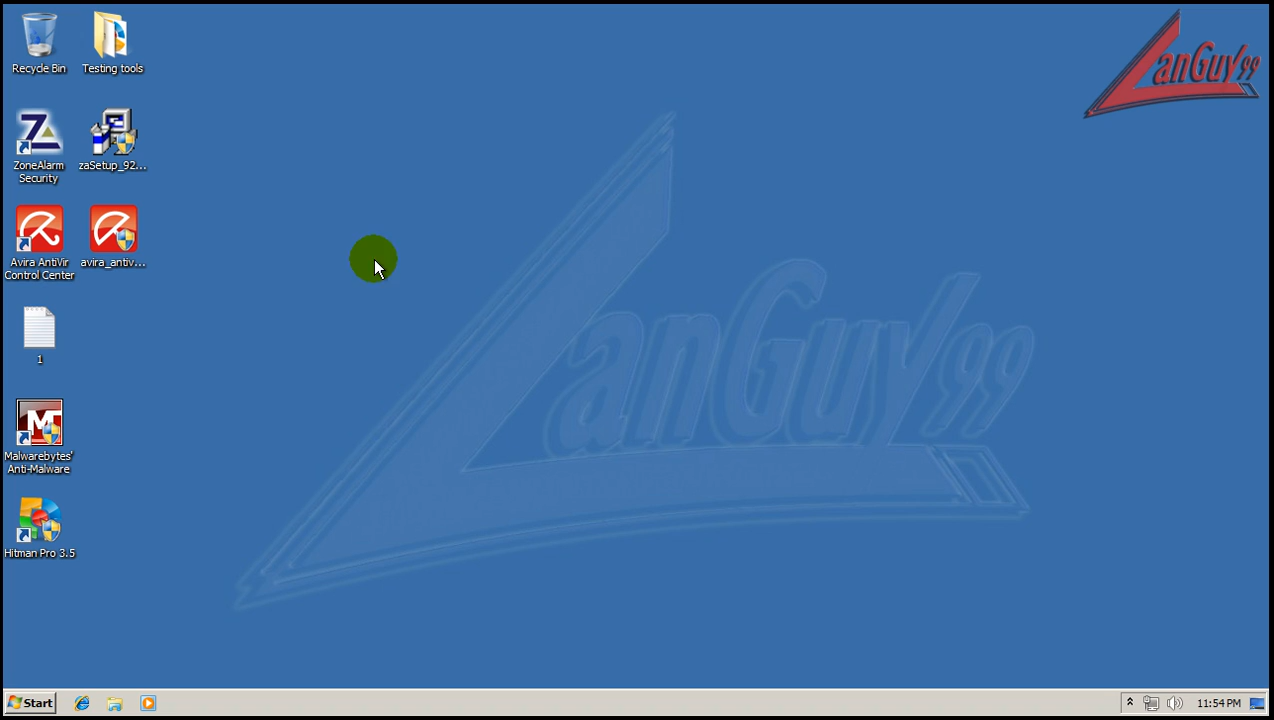 Recycle Bin
Testing tools
LanGuy99
ZoneAlarm
Security
zaSetup_92...
Avira AntiVir
Control Center
avira_antiv...
LanGuy99
1
Malwarebytes'
Anti-Malware
Hitman Pro 3.5
Start
11:54 PM